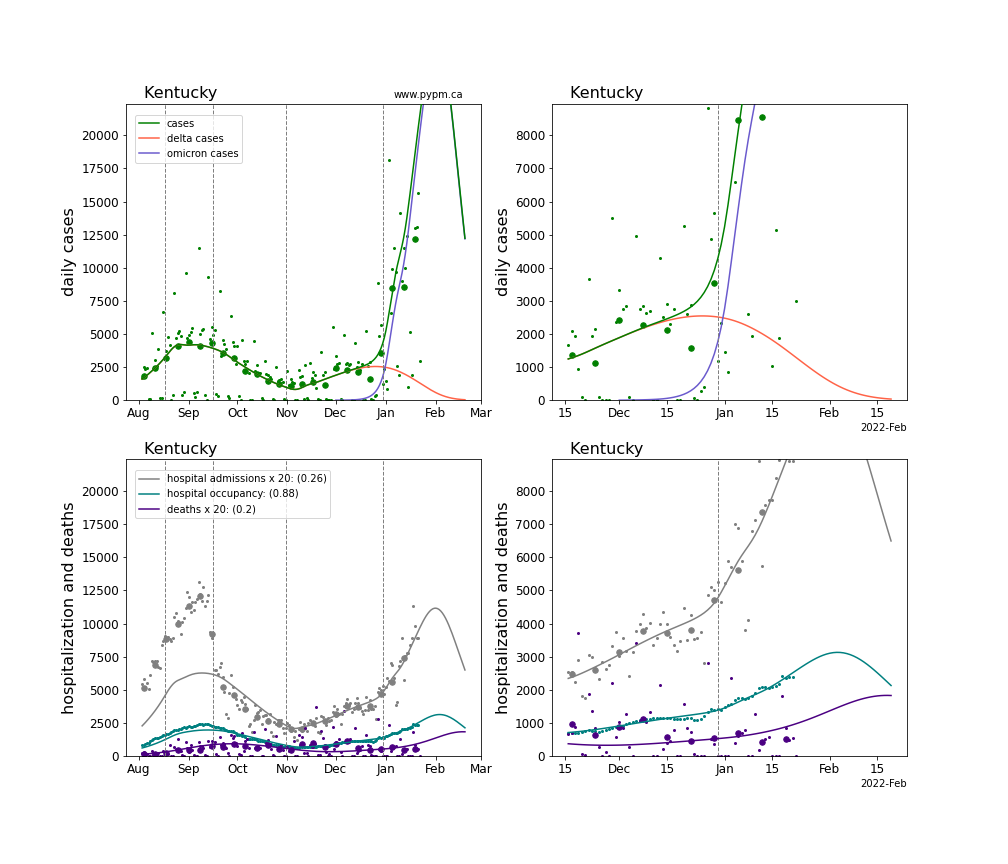 Kentucky
www.pypm.ca
daily cases
20000
17500
15000
12500
10000
7500
5000
2500
0
cases
delta cases
omicron cases
Aug Sep Oct Nov Dec Jan Feb Mar
Kentucky
daily cases
8000
7000
6000
5000
4000
3000
2000
1000
0
15 Dec 15 Jan 15 Feb 15
2022-Feb
Kentucky
hospitalization and deaths
20000
17500
15000
12500
10000
7500
5000
2500
0
hospital admissions x 20: (0.26)
hospital occupancy: (0.88)
deaths x 20: (0.2)
Aug Sep Oct Nov Dec Jan Feb Mar
Kentucky
hospitalization and deaths
8000
7000
6000
5000
4000
3000
2000
1000
0
15 Dec 15 Jan 15 Feb 15
2022-Feb